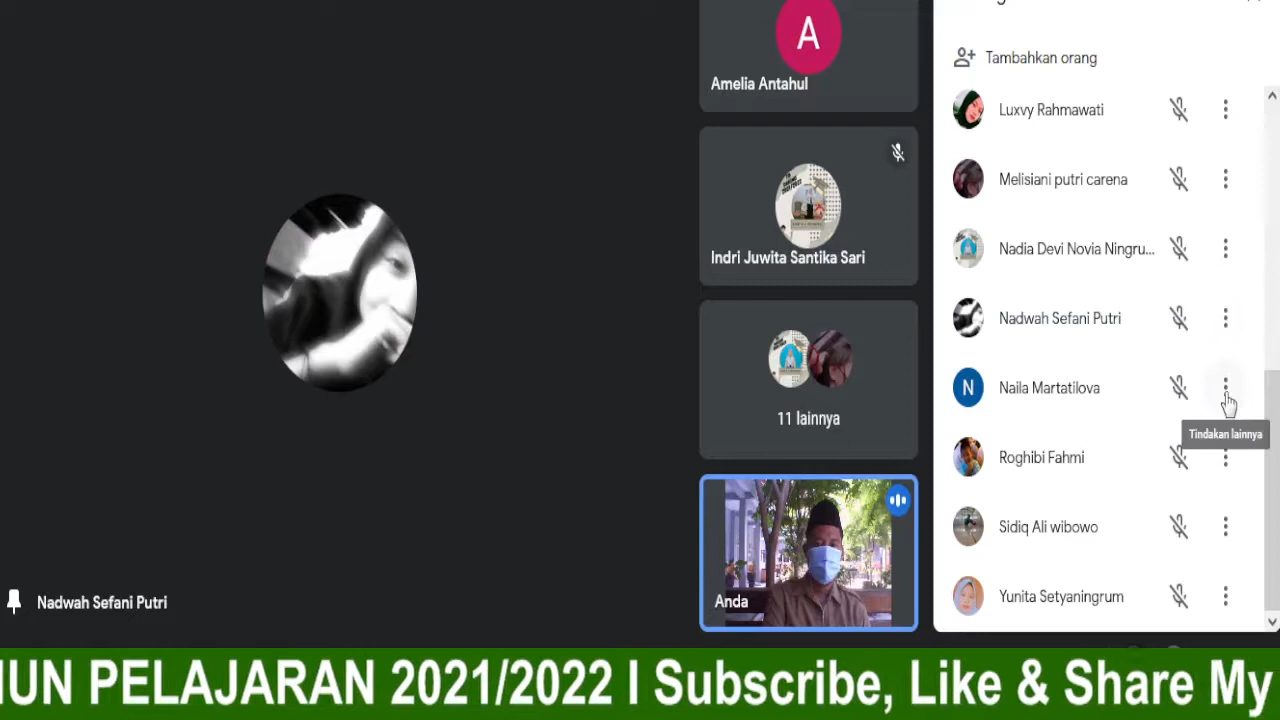 Tambahkan orang
A
Amelia Antahul
Luxvy Rahmawati
Melisiani putri carena
Indri Juwita Santika Sari
Nadia Devi Novia Ningru...
Nadwah Sefani Putri
N
Naila Martatilova
11 lainnya
Tindakan lainnya
Roghibi Fahmi
Sidiq Ali wibowo
Yunita Setyaningrum
Anda
Nadwah Sefani Putri
PELAJARAN 2021/2022 I Subscribe, Like & Share My